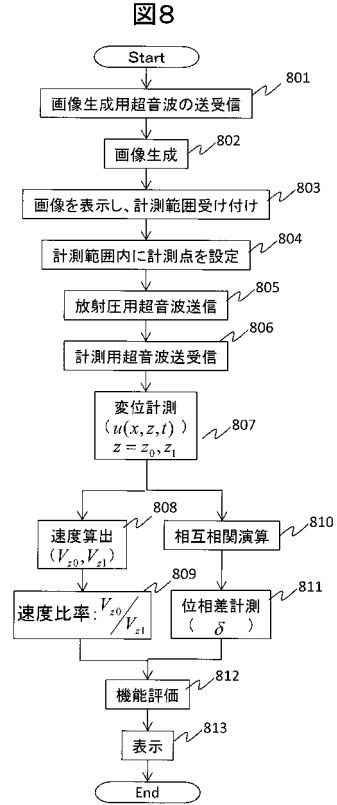 図8
Start
801
画像生成用超音波の送受信
802
画像生成
803
画像を表示し、計測範囲受け付け
804
計測範囲内に計測点を設定
805
放射圧用超音波送信
806
計測用超音波送受信
変位計測
( u(x,z,t) )
z = z0, z1
807
808
速度算出
(Vz0, Vz1)
810
相互相関演算
809
速度比率:Vz0/Vz1
811
位相差計測
( δ )
812
機能評価
813
表示
End